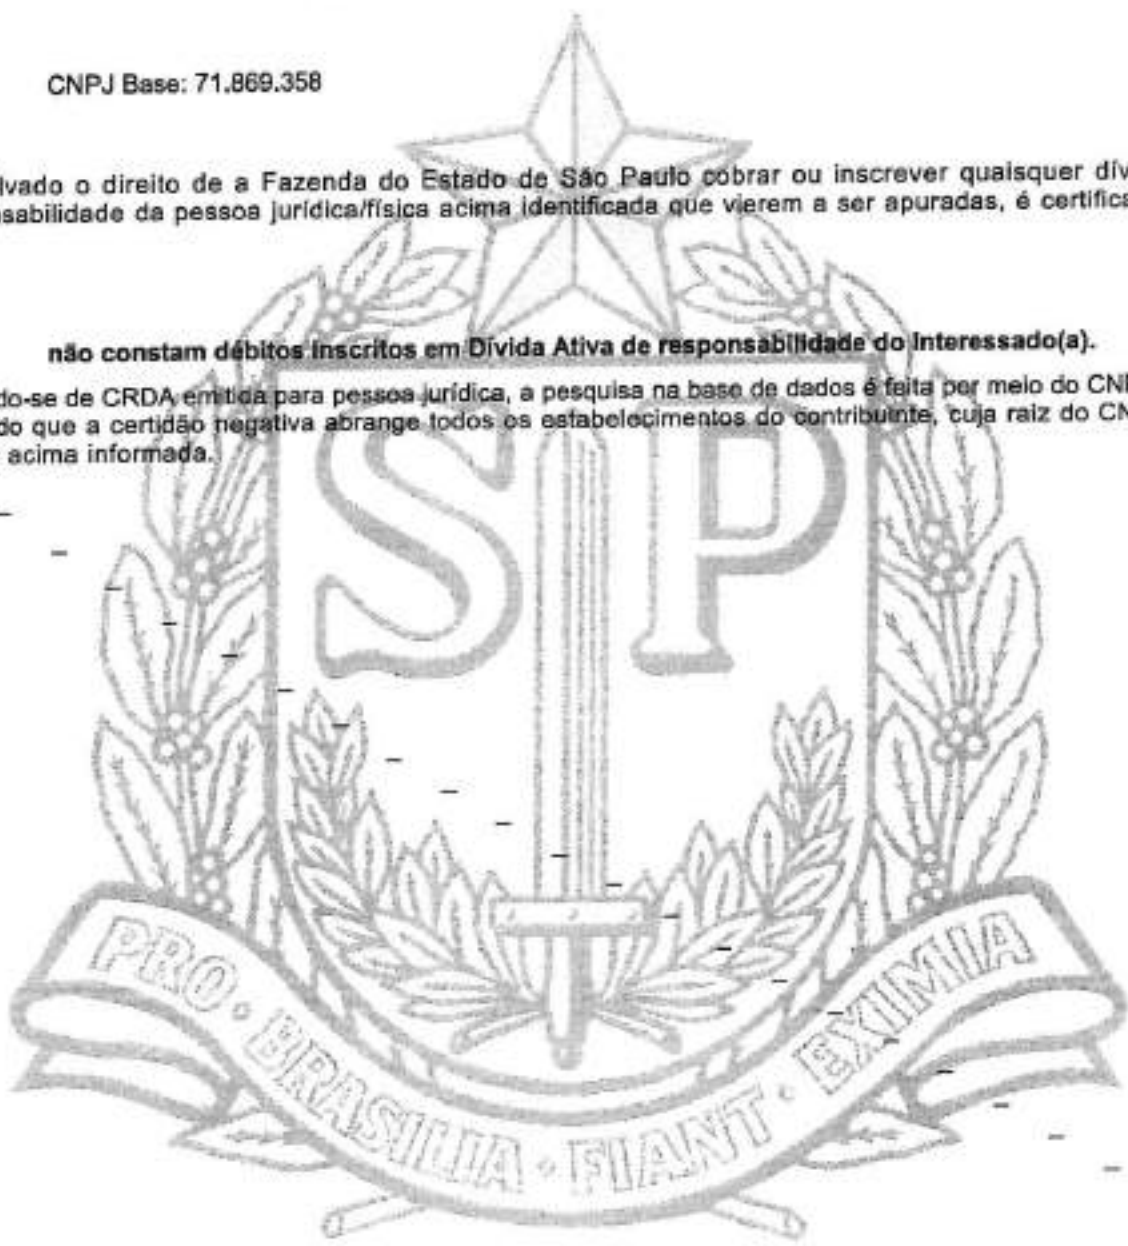 CNPJ Base: 71.869.358
lvado o direito de a Fazenda do Estado de São Paulo cobrar ou inscrever quaisquer dív
nsabilidade da pessoa jurídica/física acima identificada que vierem a ser apuradas, é certifica
não constam débitos inscritos em Dívida Ativa de responsabilidade do Interessado(a).
do-se de CRDA emitida para pessoa jurídica, a pesquisa na base de dados é feita por meio do CN
do que a certidão negativa abrange todos os estabelecimentos do contribuinte, cuja raiz do CN
acima informada.
SP
PRO · BRASILIA · FIANT · EXIMIA